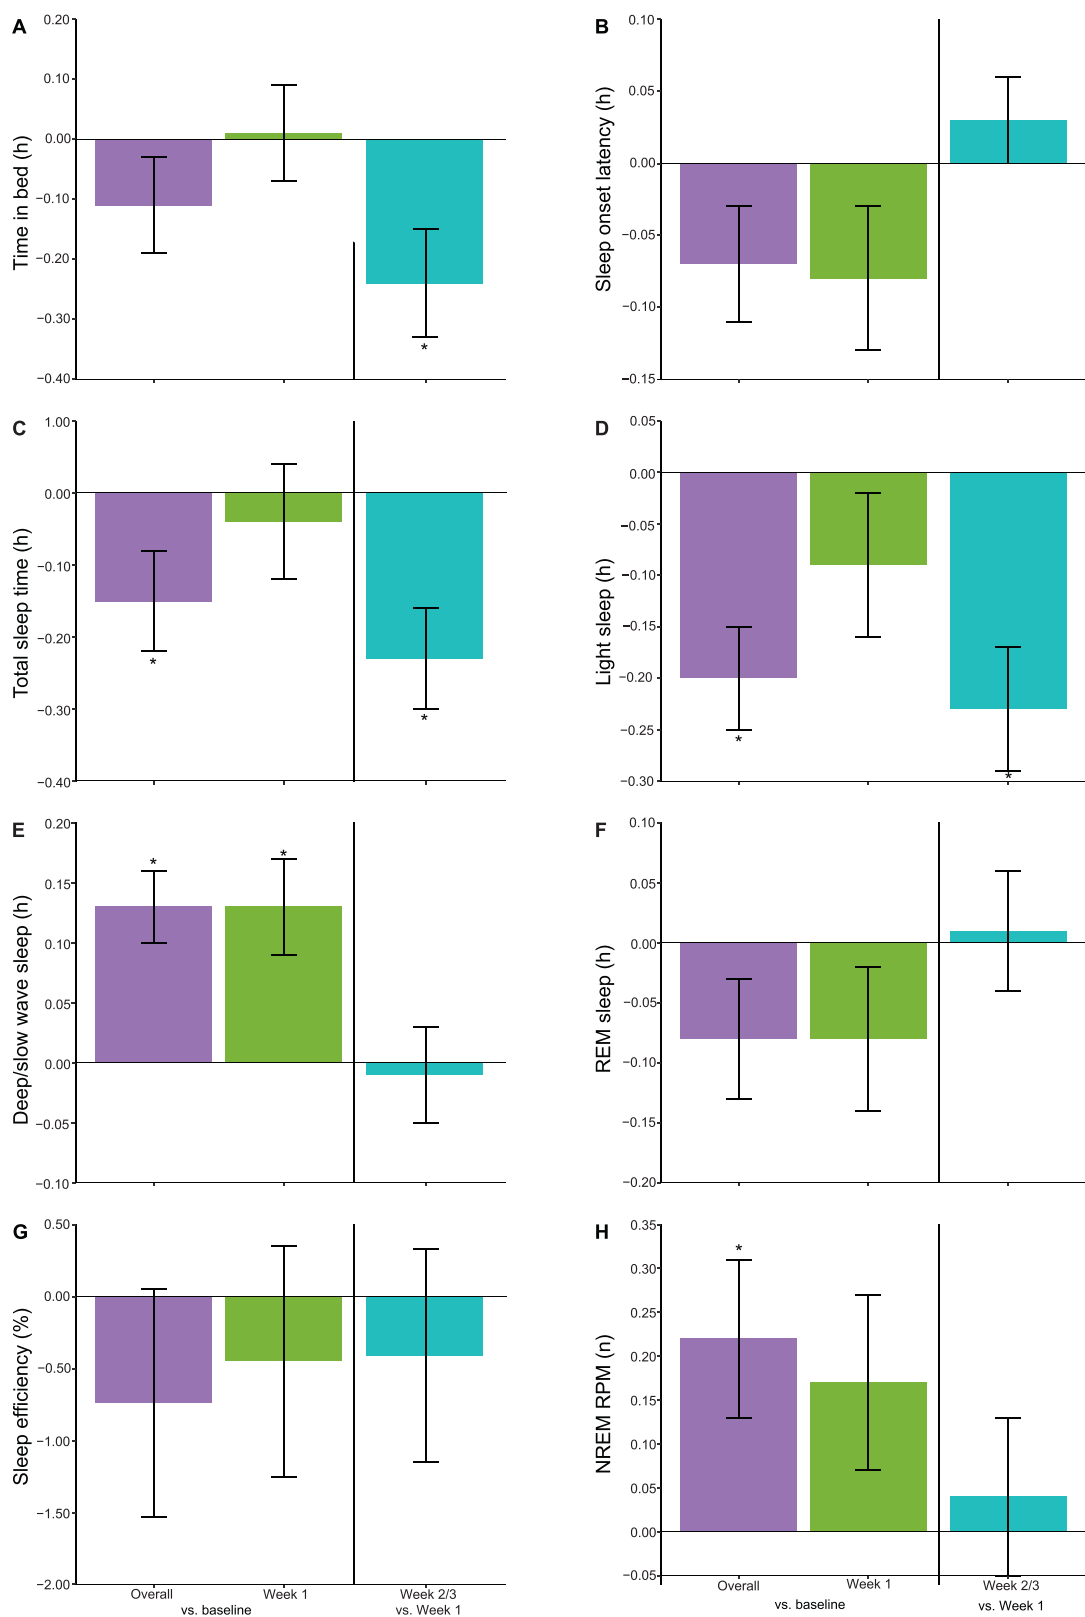 A
Time in bed (h)
0.20
0.10
0.00
−0.10
−0.20
−0.30
−0.40
*
B
Sleep onset latency (h)
0.10
0.05
0.00
−0.05
−0.10
−0.15
C
Total sleep time (h)
1.00
0.00
−0.10
−0.20
−0.30
−0.40
*
*
D
Light sleep (h)
0.05
0.00
−0.05
−0.10
−0.15
−0.20
−0.25
−0.30
*
*
E
Deep/slow wave sleep (h)
0.20
0.15
0.10
0.05
0.00
−0.05
−0.10
*
*
F
REM sleep (h)
0.10
0.05
0.00
−0.05
−0.10
−0.15
−0.20
G
Sleep efficiency (%)
0.50
0.00
−0.50
−1.00
−1.50
−2.00
Overall
Week 1
Week 2/3
vs. baseline
vs. Week 1
H
NREM RPM (n)
0.35
0.30
0.25
0.20
0.15
0.10
0.05
0.00
−0.05
*
Overall
Week 1
Week 2/3
vs. baseline
vs. Week 1